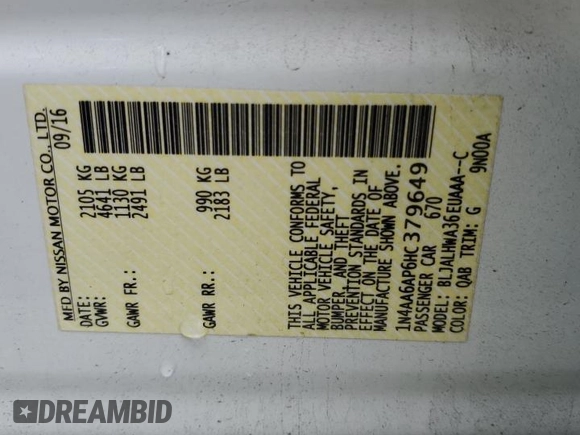 MFD BY NISSAN MOTOR CO., LTD.
09/16
DATE: 2105 KG
GVWR: 4641 LB
1130 KG
GAWR FR.: 2491 LB
990 KG
GAWR RR.: 2183 LB
THIS VEHICLE CONFORMS TO
ALL APPLICABLE FEDERAL
MOTOR VEHICLE SAFETY,
BUMPER, AND THEFT
PREVENTION STANDARDS IN
EFFECT ON THE DATE OF
MANUFACTURE SHOWN ABOVE.
1N4AA6AP6HC379649
PASSENGER CAR 670
MODEL: BLJALHWA36EUAAA--C
COLOR: QAB TRIM: G 9N00A
DREAMBID